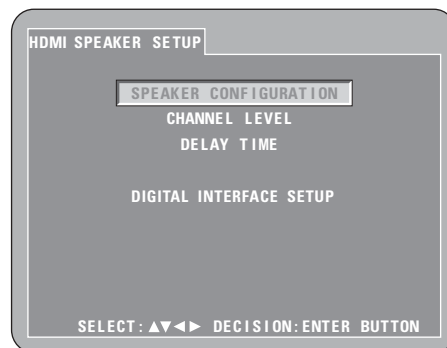 HDMI SPEAKER SETUP
SPEAKER CONFIGURATION
CHANNEL LEVEL
DELAY TIME
DIGITAL INTERFACE SETUP
SELECT:▲▼◄► DECISION:ENTER BUTTON